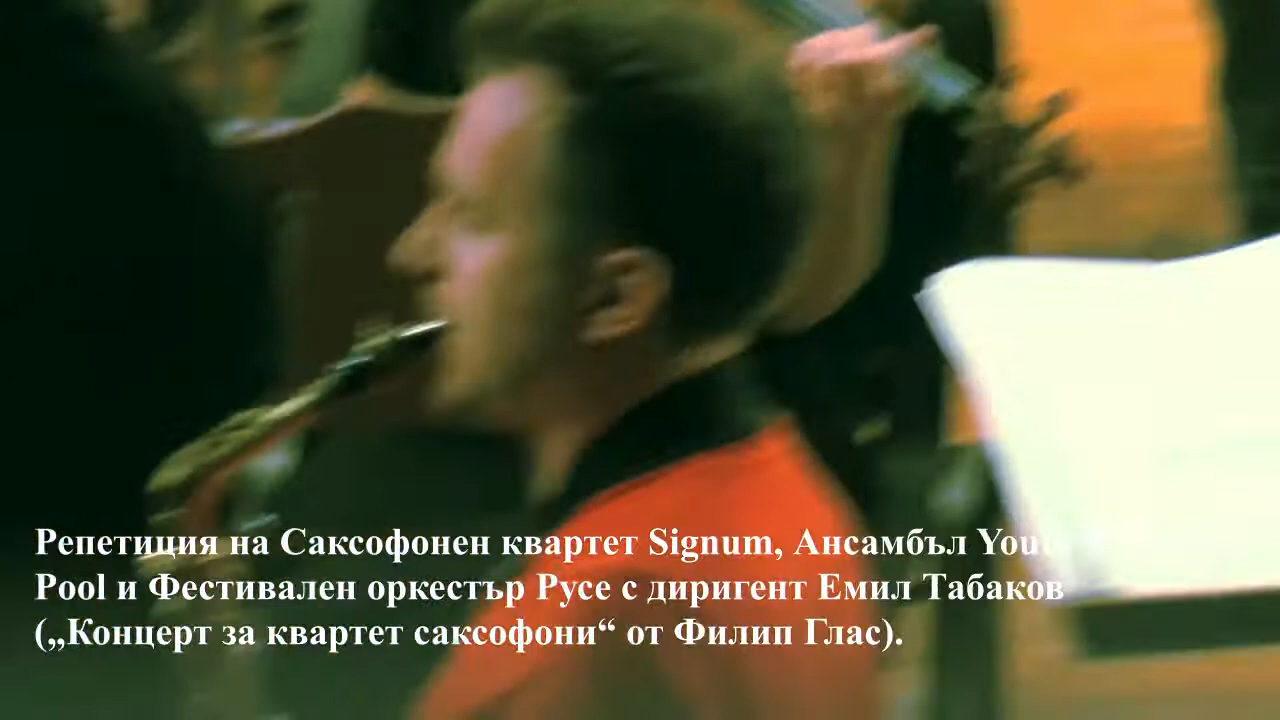 Репетиция на Саксофонен квартет Signum, Ансамбъл
Pool и Фестивален оркестър Русе с диригент Емил Табаков
(„Концерт за квартет саксофони“ от Филип Глас).